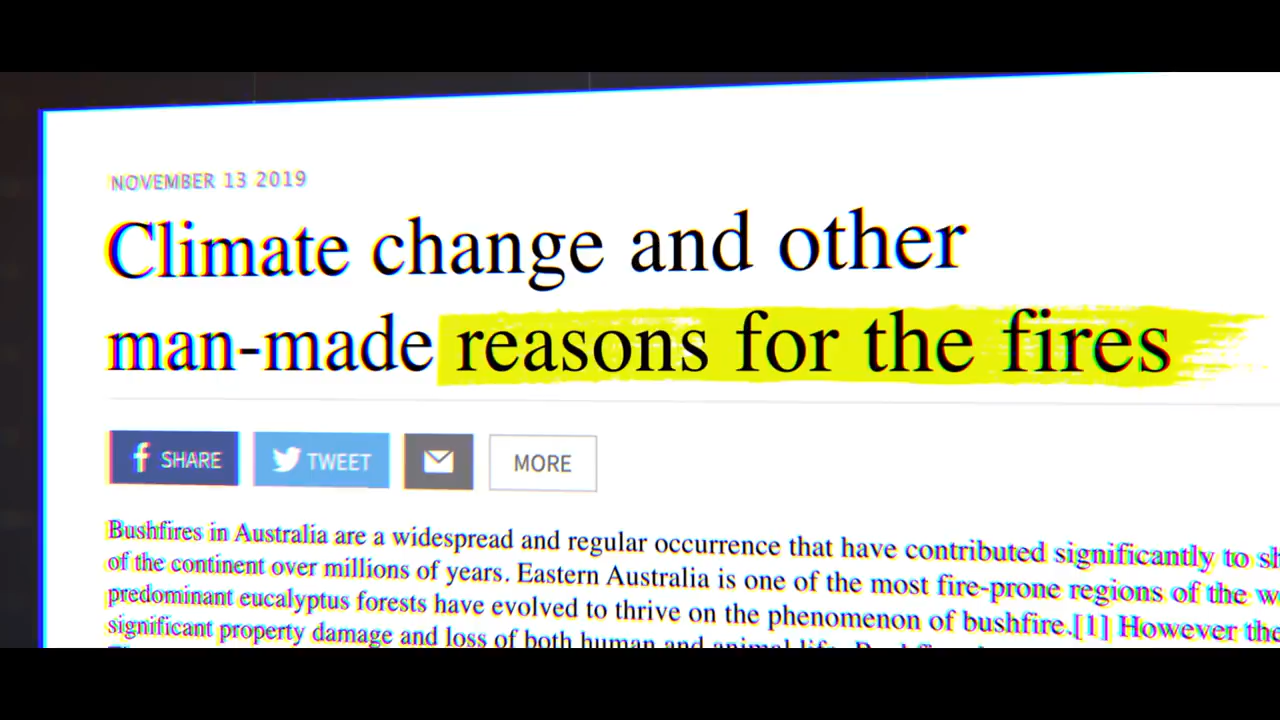 NOVEMBER 13 2019
Climate change and other
man-made reasons for the fires
SHARE TWEET MORE
Bushfires in Australia are a widespread and regular occurrence that have contributed significantly to
of the continent over millions of years. Eastern Australia is one of the most fire-prone regions of the
predominant eucalyptus forests have evolved to thrive on the phenomenon of bushfire.[1] However the
significant property damage and loss of both human and animal